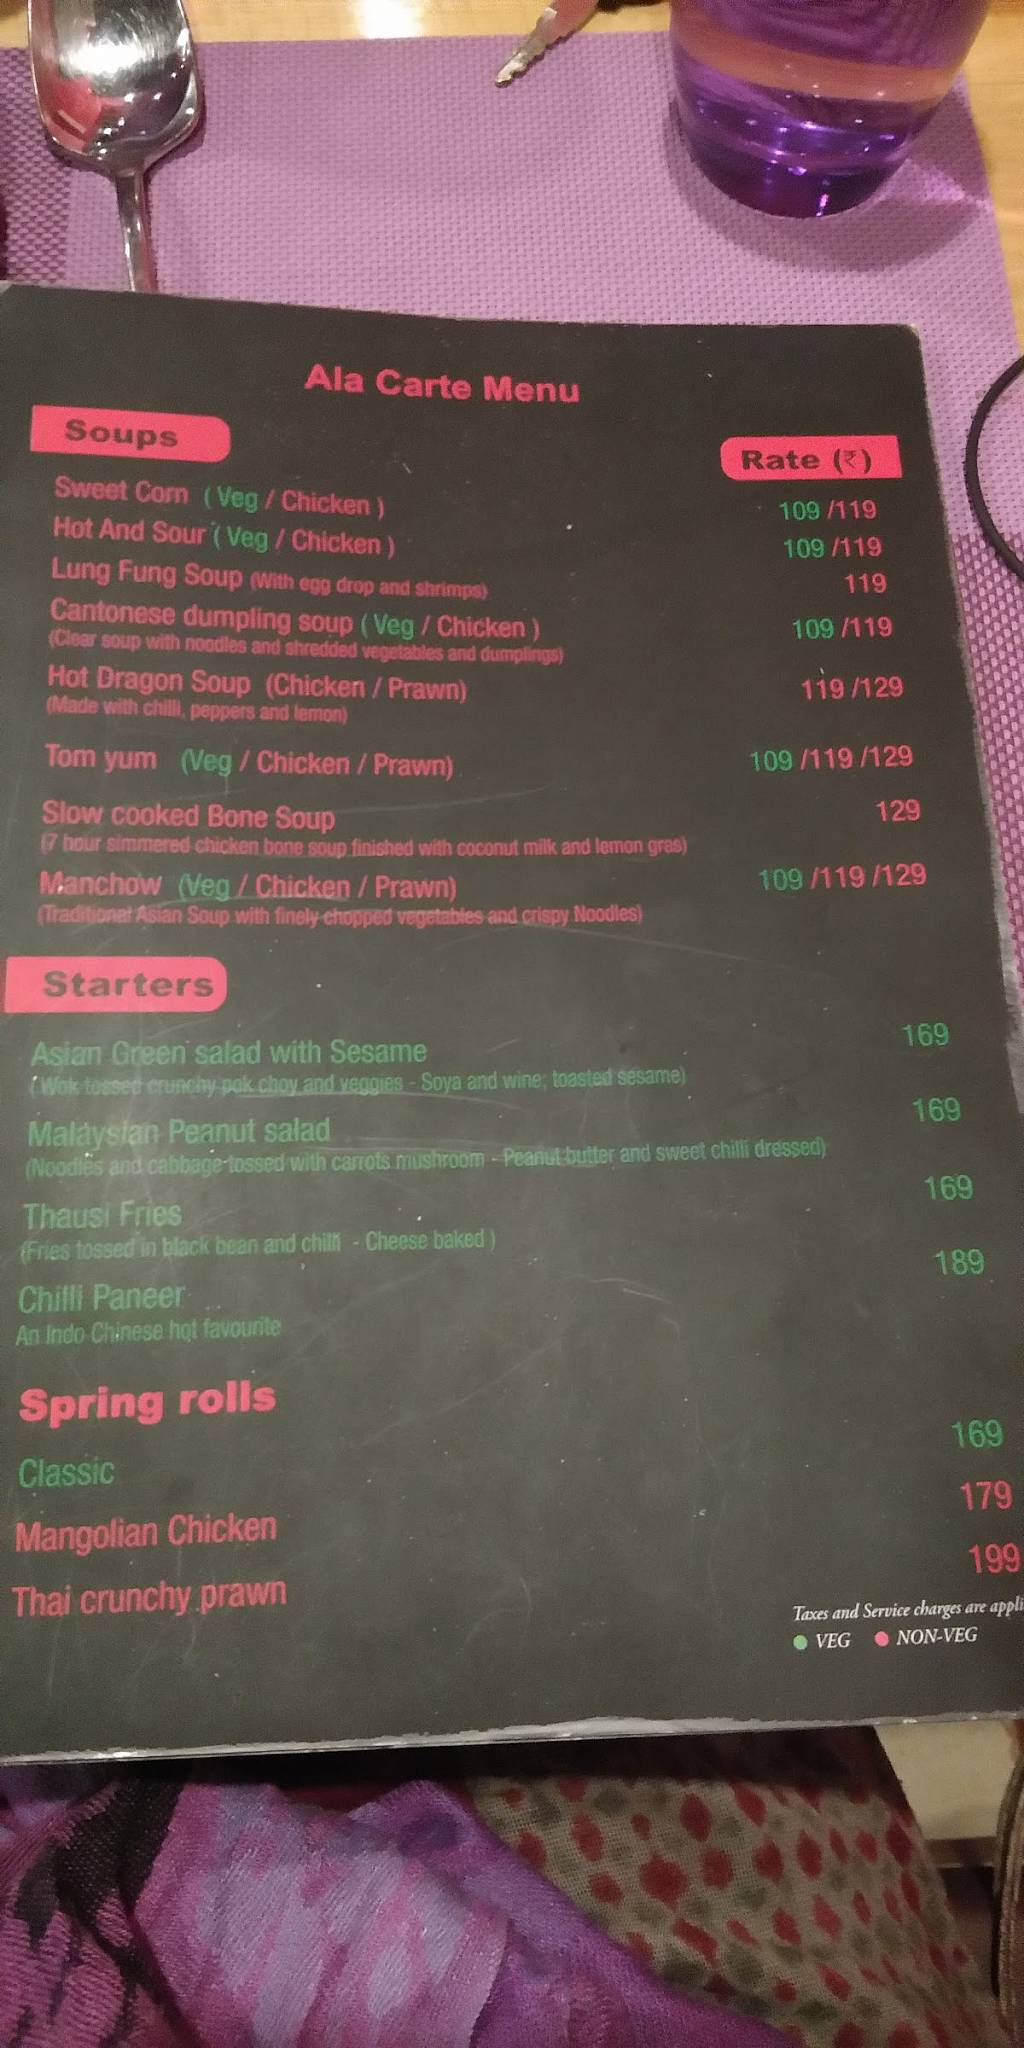 Ala Carte Menu
Soups
Rate (₹)
Sweet Corn ( Veg / Chicken ) 109 /119
Hot And Sour ( Veg / Chicken ) 109 /119
Lung Fung Soup (With egg drop and shrimps) 119
Cantonese dumpling soup ( Veg / Chicken ) 109 /119
(Clear soup with noodles and shredded vegetables and dumplings)
Hot Dragon Soup (Chicken / Prawn) 119 /129
(Made with chilli, peppers and lemon)
Tom yum (Veg / Chicken / Prawn) 109 /119 /129
Slow cooked Bone Soup 129
(7 hour simmered chicken bone soup finished with coconut milk and lemon gras)
Manchow (Veg / Chicken / Prawn) 109 /119 /129
(Traditional Asian Soup with finely chopped vegetables and crispy Noodles)
Starters
Asian Green salad with Sesame 169
( Wok tossed crunchy pok choy and veggies - Soya and wine; toasted sesame)
Malaysian Peanut salad 169
(Noodles and cabbage tossed with carrots mushroom - Peanut butter and sweet chilli dressed)
Thausi Fries 169
(Fries tossed in black bean and chilli - Cheese baked )
Chilli Paneer 189
An Indo Chinese hot favourite
Spring rolls
Classic 169
Mangolian Chicken 179
Thai crunchy prawn 199
Taxes and Service charges are appli
VEG NON-VEG